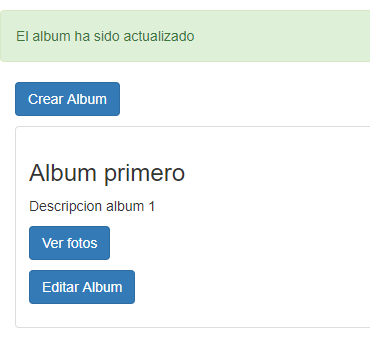 El album ha sido actualizado
Crear Album
Album primero
Descripcion album 1
Ver fotos
Editar Album